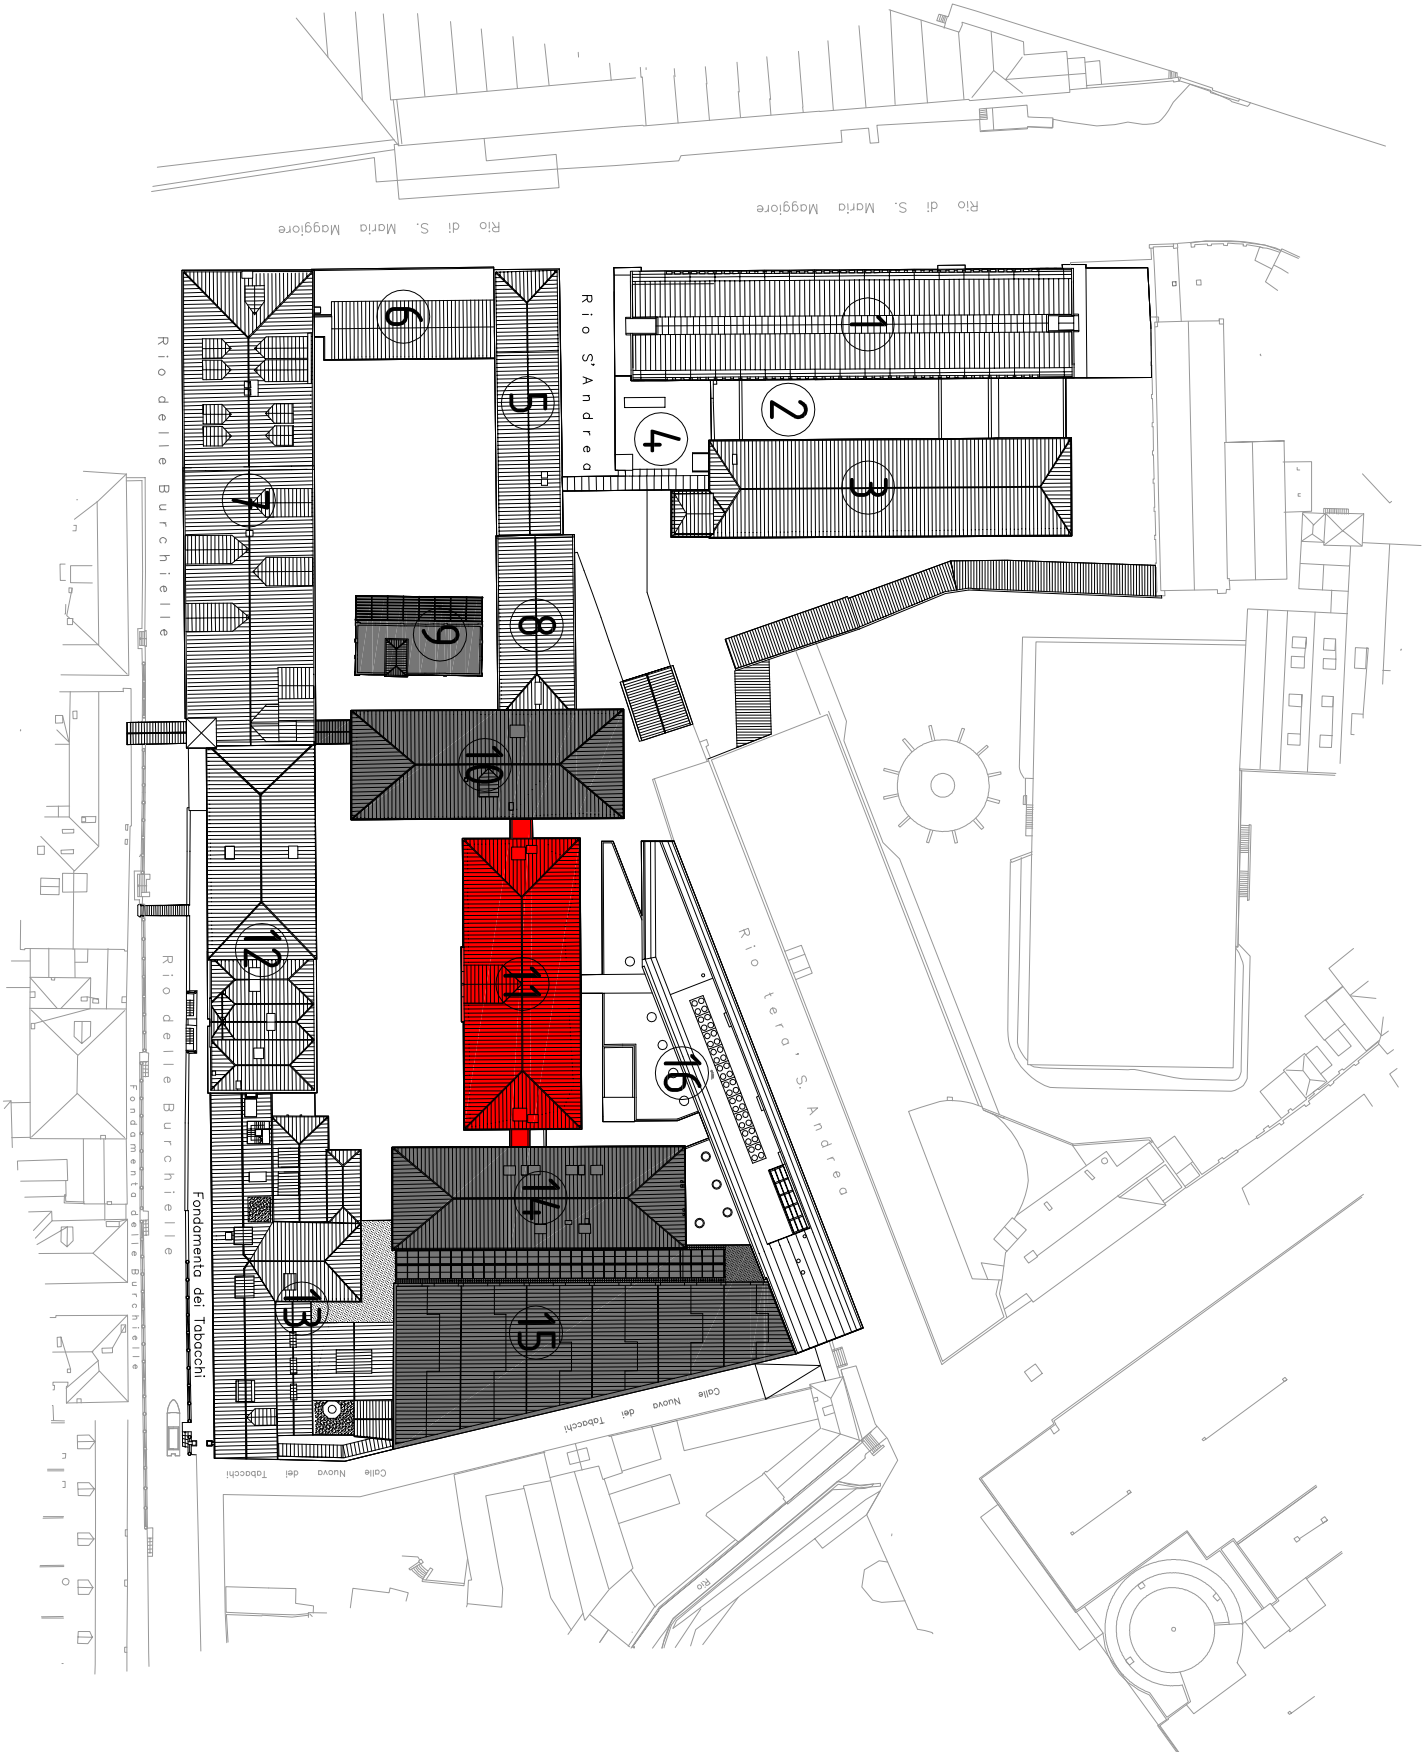 Rio di S. Maria Maggiore
Rio di S. Maria Maggiore
Rio delle Burchielle
Rio S'Andrea
1
2
3
4
5
6
7
8
9
10
11
12
13
14
15
16
Rio delle Burchielle
Fondamenta delle Burchielle
Fondamenta dei Tabacchi
Rio tera' S. Andrea
Calle Nuova dei Tabacchi
Calle Nuova dei Tabacchi
Rio